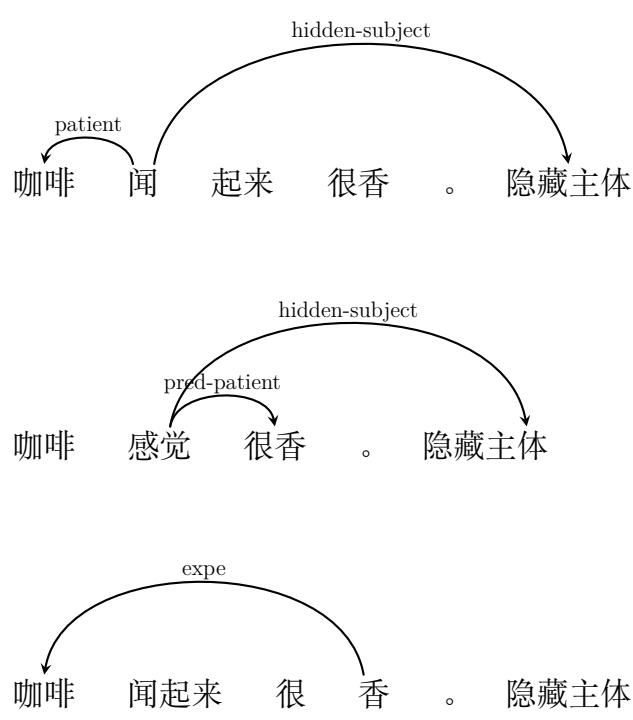 hidden-subject
patient
咖啡 闻 起来 很香 。 隐藏主体
hidden-subject
pred-patient
咖啡 感觉 很香 。 隐藏主体
expe
咖啡 闻起来 很 香 。 隐藏主体